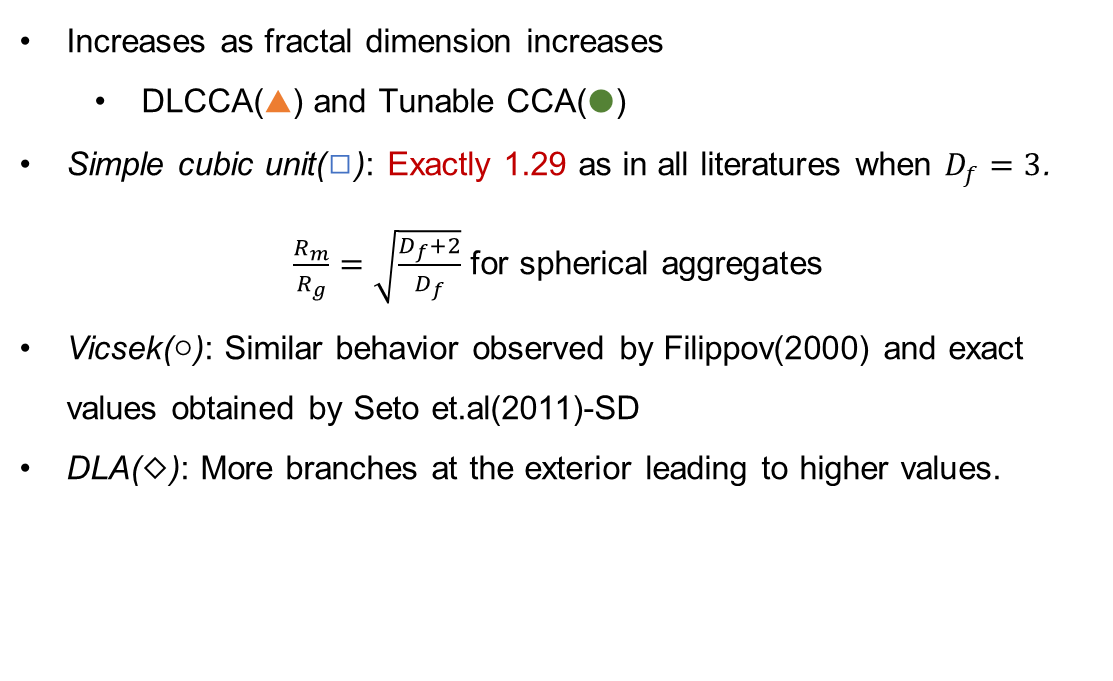 • Increases as fractal dimension increases
• DLCCA(▲) and Tunable CCA(●)
• Simple cubic unit(□): Exactly 1.29 as in all literatures when D_f = 3.
R_m/R_g = √((D_f+2)/D_f) for spherical aggregates
• Vicsek(○): Similar behavior observed by Filippov(2000) and exact
values obtained by Seto et.al(2011)-SD
• DLA(◇): More branches at the exterior leading to higher values.